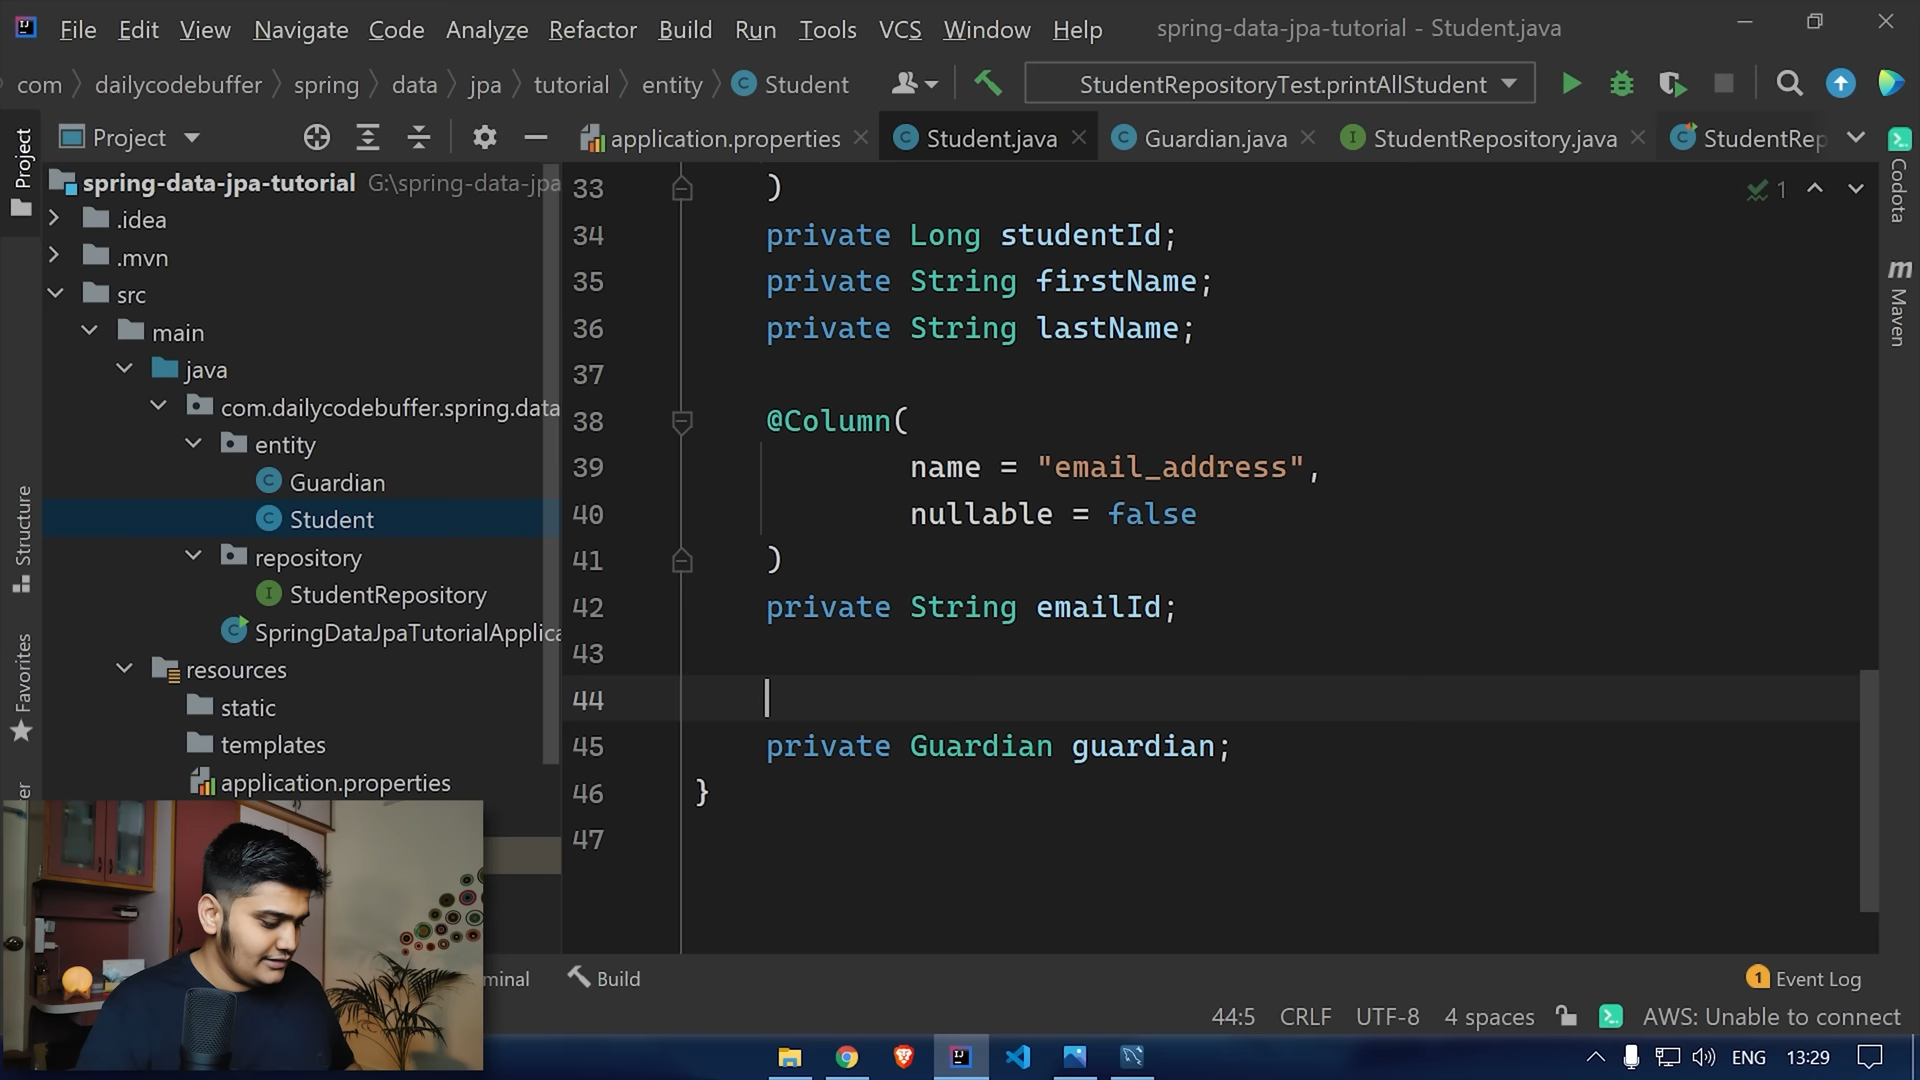 File Edit View Navigate Code Analyze Refactor Build Run Tools VCS Window Help spring-data-jpa-tutorial - Student.java
com dailycodebuffer spring data jpa tutorial entity Student StudentRepositoryTest.printAllStudent
Project application.properties Student.java Guardian.java StudentRepository.java StudentRep
Project
Structure
Favorites
spring-data-jpa-tutorial G:\spring-data-jpa
.idea
.mvn
src
main
java
com.dailycodebuffer.spring.data
entity
Guardian
Student
repository
StudentRepository
SpringDataJpaTutorialApplica
resources
static
templates
application.properties
33 )
34 private Long studentId;
35 private String firstName;
36 private String lastName;
37
38 @Column(
39 name = "email_address",
40 nullable = false
41 )
42 private String emailId;
43
44
45 private Guardian guardian;
46 }
47
1
Codota
m Maven
minal Build 1 Event Log
44:5 CRLF UTF-8 4 spaces AWS: Unable to connect
ENG 13:29